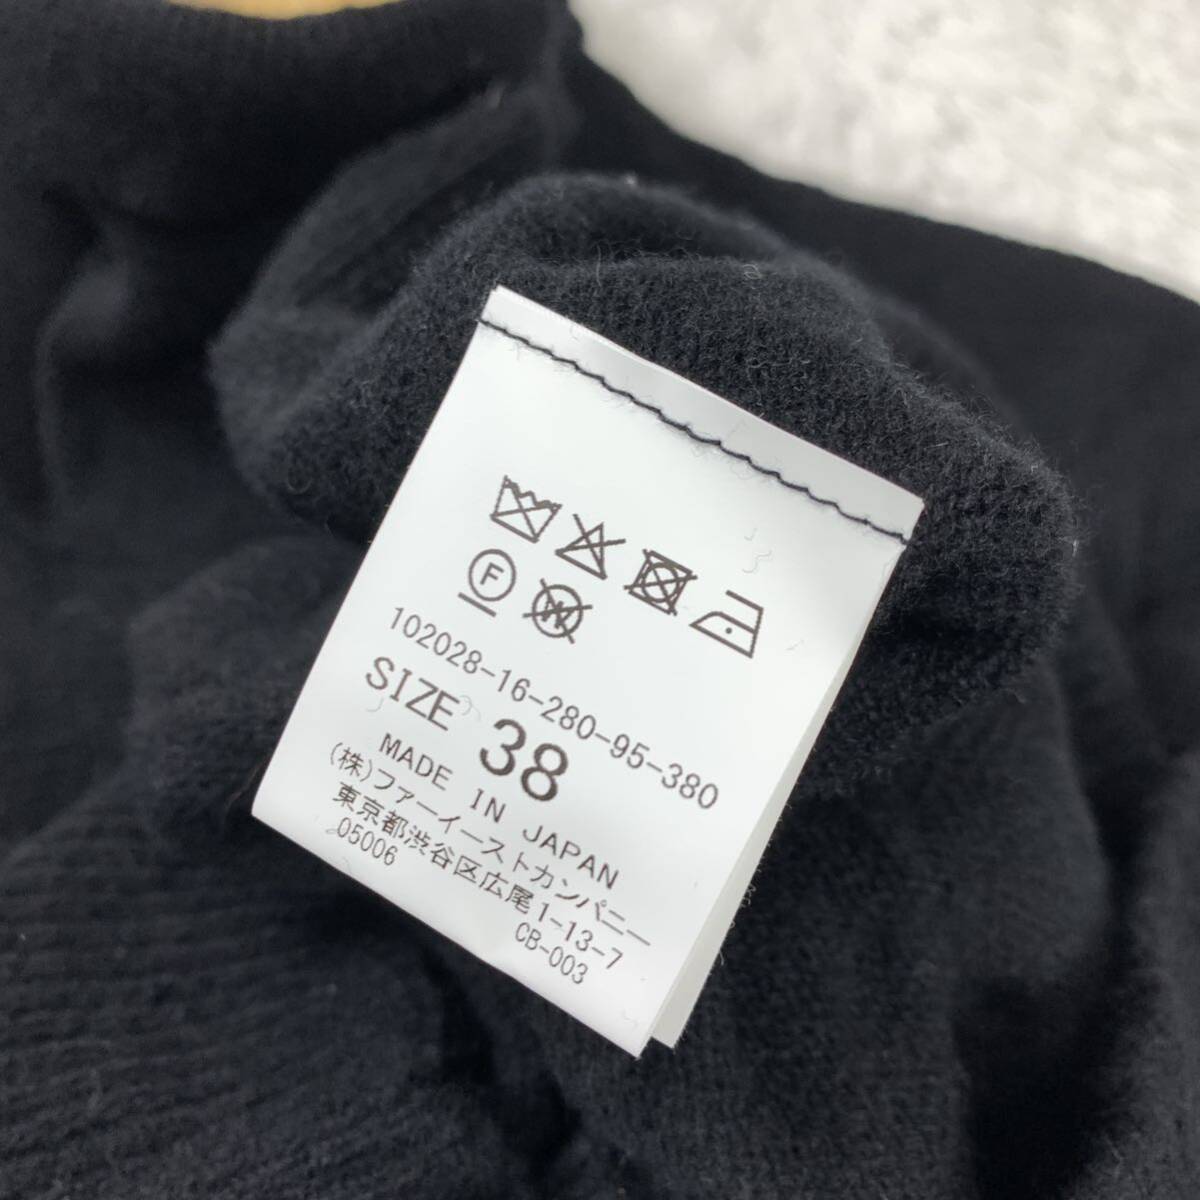 F
W
102028-16-280-95-380
SIZE 38
MADE IN JAPAN
(株)ファーイーストカンパニー
東京都渋谷区広尾1-13-7
05006 CB-003